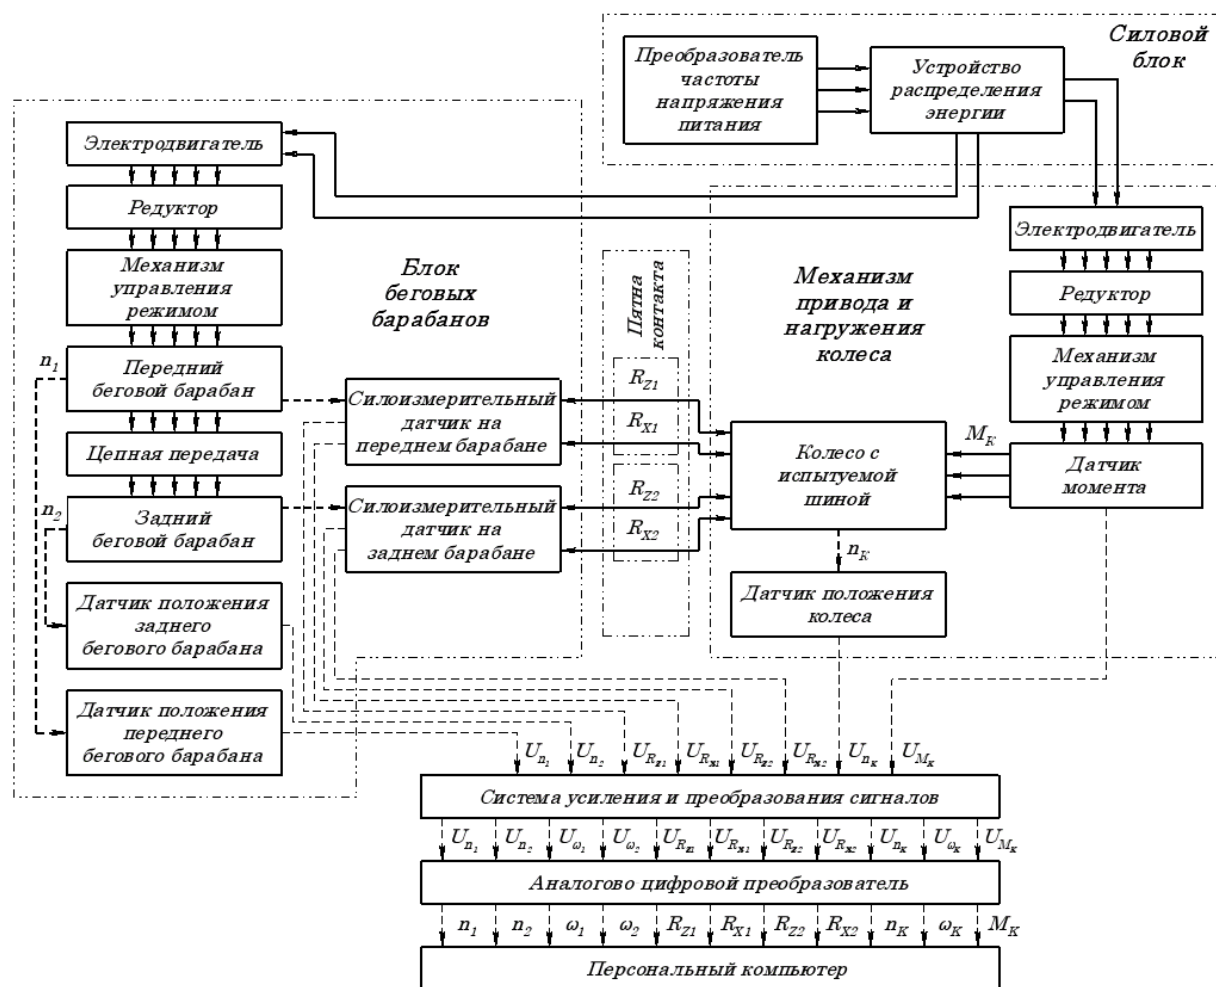 Силовой
блок
Преобразователь
частоты
напряжения
питания
Устройство
распределения
энергии
Электродвигатель
Редуктор
Механизм
управления
режимом
Передний
беговой барабан
Цепная передача
Задний
беговой барабан
Датчик положения
заднего
бегового барабана
Датчик положения
переднего
бегового барабана
n1
n2
Блок
беговых
барабанов
Силоизмерительный
датчик на
переднем барабане
Силоизмерительный
датчик на
заднем барабане
Пятна
контакта
RZ1
RX1
RZ2
RX2
Механизм
привода и
нагружения
колеса
Электродвигатель
Редуктор
Механизм
управления
режимом
MK
Датчик
момента
Колесо с
испытуемой
шиной
nK
Датчик положения
колеса
Un1 Un2 URZ1 URX1 URZ2 URX2 UnK UMK
Система усиления и преобразования сигналов
Un1 Un2 Uω1 Uω2 URZ1 URX1 URZ2 URX2 UnK UωK UMK
Аналогово цифровой преобразователь
n1 n2 ω1 ω2 RZ1 RX1 RZ2 RX2 nK ωK MK
Персональный компьютер